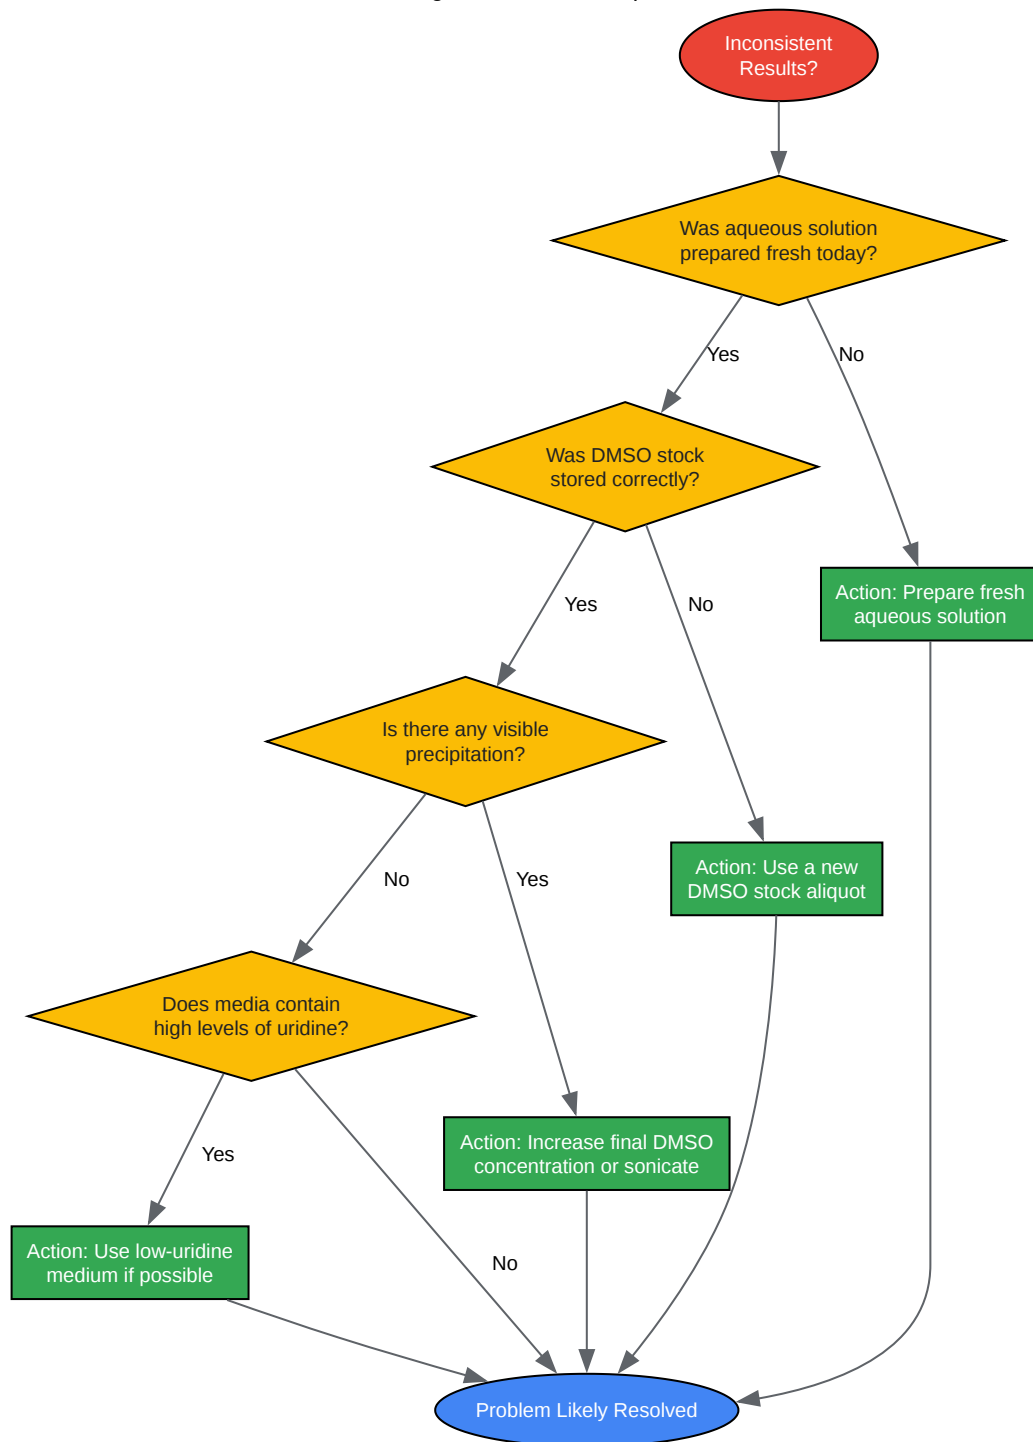 Inconsistent
Results?
Was aqueous solution
prepared fresh today?
Yes
No
Was DMSO stock
stored correctly?
Action: Prepare fresh
aqueous solution
Yes
No
Is there any visible
precipitation?
Action: Use a new
DMSO stock aliquot
No
Yes
Does media contain
high levels of uridine?
Action: Increase final DMSO
concentration or sonicate
Yes
No
Action: Use low-uridine
medium if possible
Problem Likely Resolved